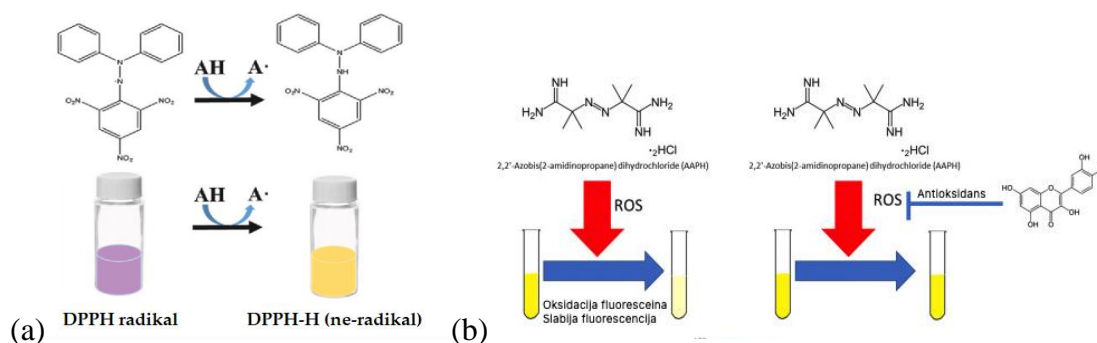 N
N·
AH A·
O₂N NO₂
NO₂
N
NH
O₂N NO₂
NO₂
AH A·
(a) DPPH radikal DPPH-H (ne-radikal)
NH
H₂N N N NH₂
NH
·2HCl
2,2'-Azobis(2-amidinopropane) dihydrochloride (AAPH)
ROS
Oksidacija fluoresceina
Slabija fluorescencija
(b)
NH
H₂N N N NH₂
NH
·2HCl
2,2'-Azobis(2-amidinopropane) dihydrochloride (AAPH)
ROS
Antioksidans
OH
HO O
OH
OH O